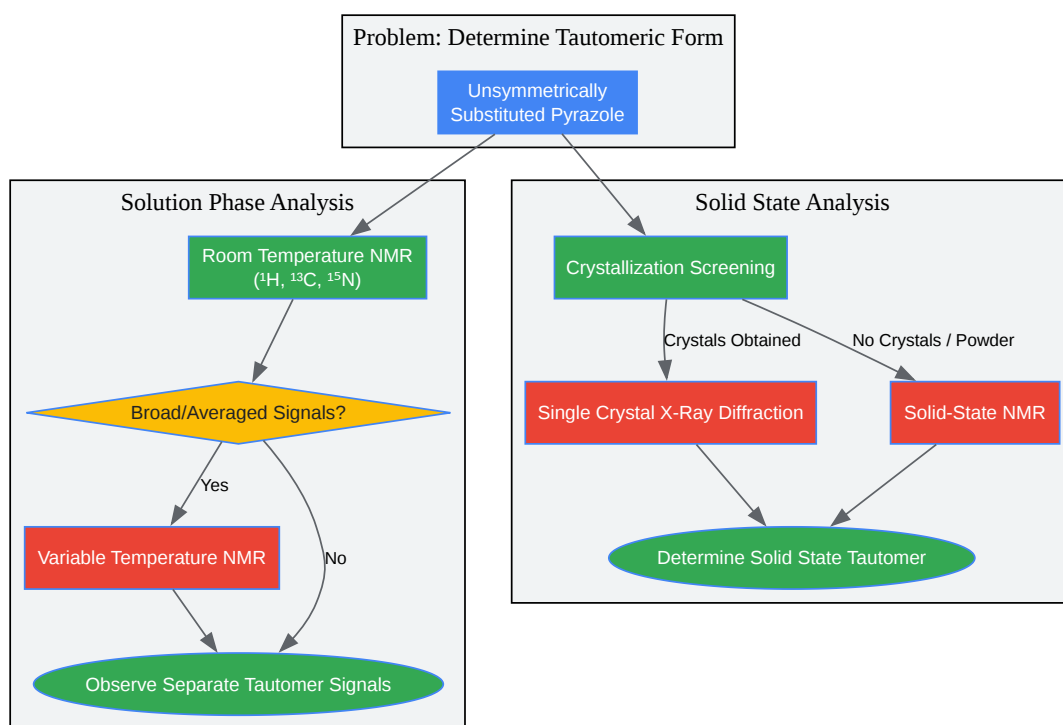 Problem: Determine Tautomeric Form
Unsymmetrically
Substituted Pyrazole
Solution Phase Analysis
Room Temperature NMR
(¹H, ¹³C, ¹⁵N)
Broad/Averaged Signals?
Yes
No
Variable Temperature NMR
Observe Separate Tautomer Signals
Solid State Analysis
Crystallization Screening
Crystals Obtained
No Crystals / Powder
Single Crystal X-Ray Diffraction
Solid-State NMR
Determine Solid State Tautomer